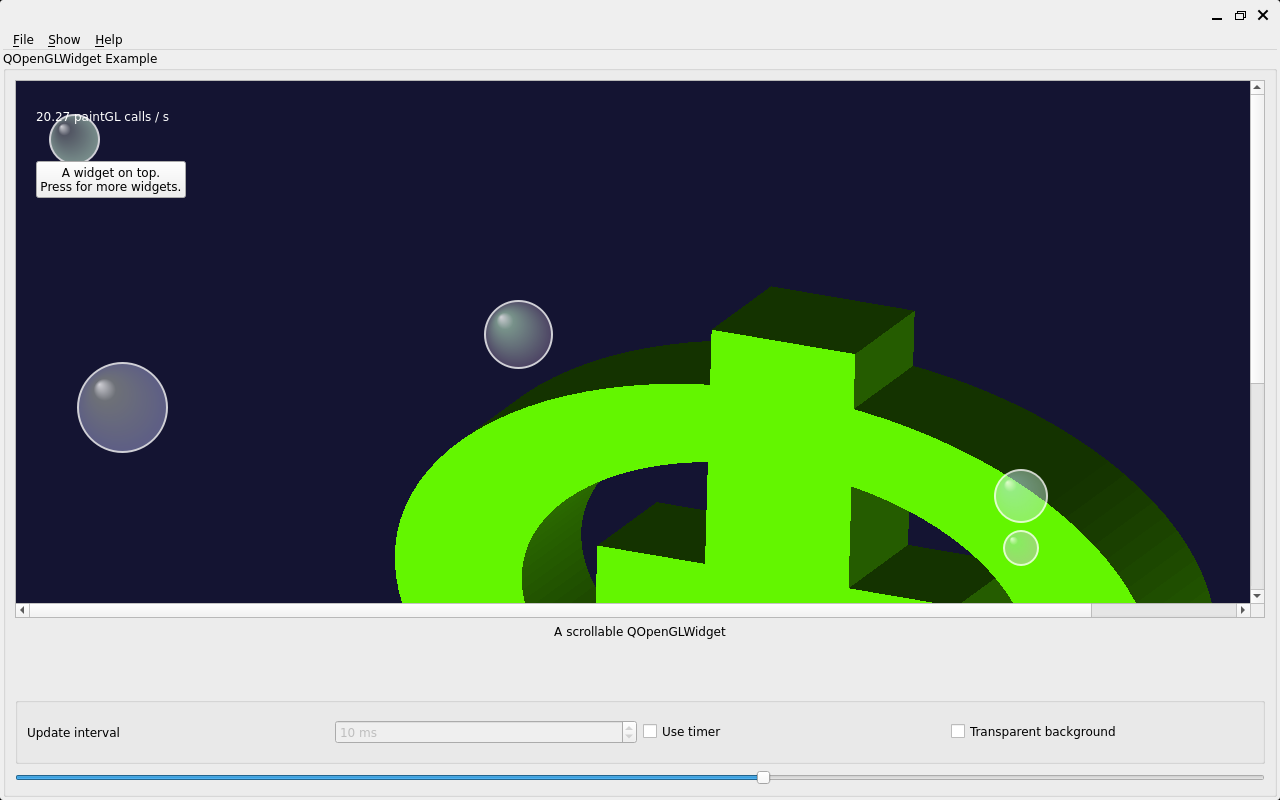 File Show Help
QOpenGLWidget Example
20.27 paintGL calls / s
A widget on top.
Press for more widgets.
A scrollable QOpenGLWidget
Update interval
10 ms
Use timer
Transparent background